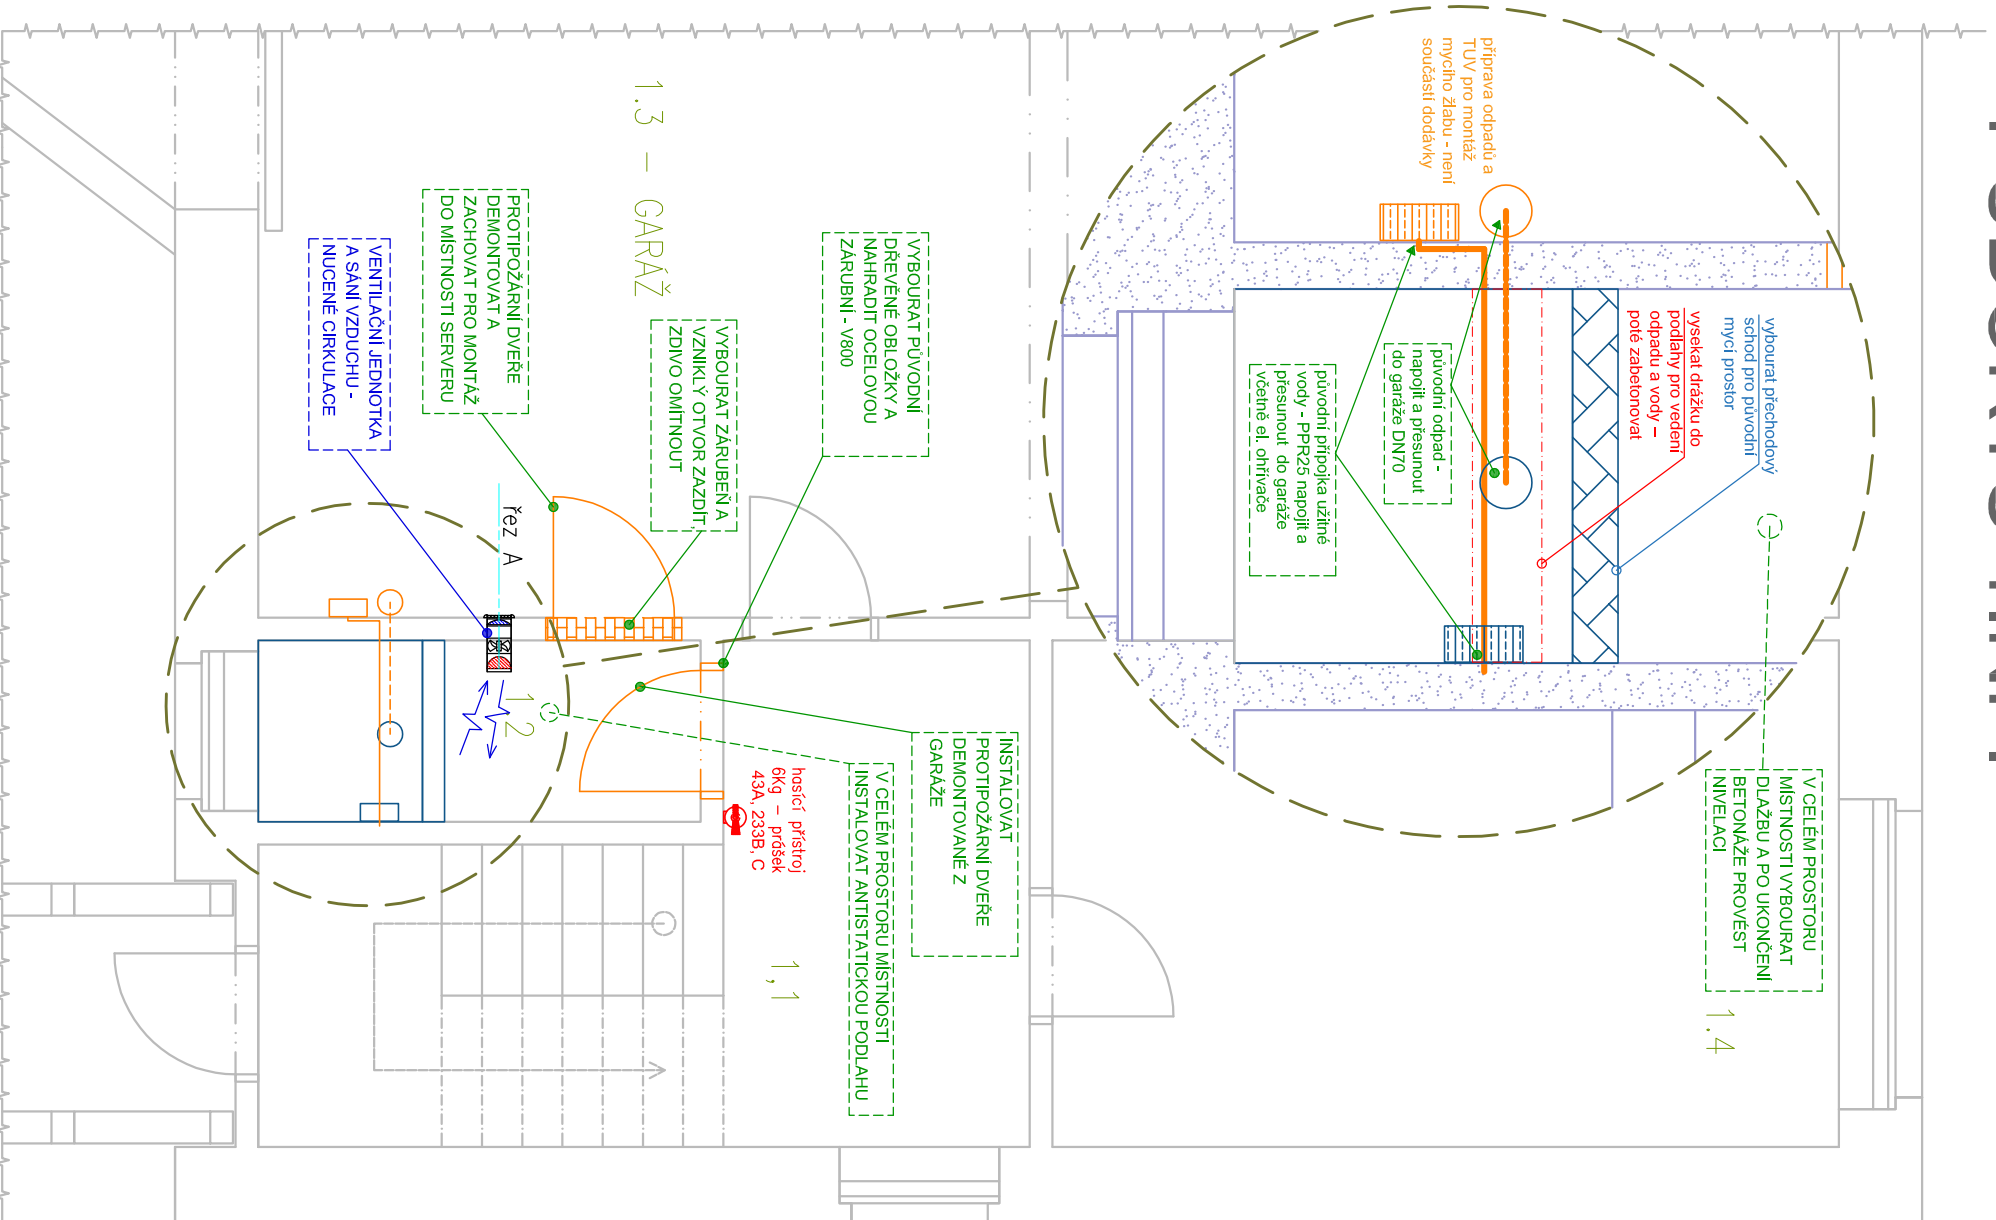 připrava odpadů a
TUV pro montáž
mycího žlabu - není
součástí dodávky
vybourat přechodový
schod pro původní
mycí prostor
vysekat drážku do
podlahy pro vedení
odpadu a vody –
poté zabetonovat
původní odpad -
napojit a přesunout
do garáže DN70
původní přípojka užitné
vody - PPR25 napojit a
přesunout do garáže
včetně el. ohřívače
V CELÉM PROSTORU
MÍSTNOSTI VYBOURAT
DLAŽBU A PO UKONČENÍ
BETONÁŽE PROVÉST
NIVELACI
1.4
1.3 – GARÁŽ
VYBOURAT PŮVODNÍ
DŘEVĚNÉ OBLOŽKY A
NAHRADIT OCELOVOU
ZÁRUBNÍ - V800
VYBOURAT ZÁRUBEŇ A
VZNIKLÝ OTVOR ZAZDÍT,
ZDIVO OMÍTNOUT
PROTIPOŽÁRNÍ DVEŘE
DEMONTOVAT A
ZACHOVAT PRO MONTÁŽ
DO MÍSTNOSTI SERVERU
VENTILAČNÍ JEDNOTKA
A SÁNÍ VZDUCHU -
NUCENÉ CIRKULACE
řez A
1.2
INSTALOVAT
PROTIPOŽÁRNÍ DVEŘE
DEMONTOVANÉ Z
GARÁŽE
V CELÉM PROSTORU MÍSTNOSTI
INSTALOVAT ANTISTATICKOU PODLAHU
hasící přístroj
6Kg – prášek
43A, 233B, C
1,1